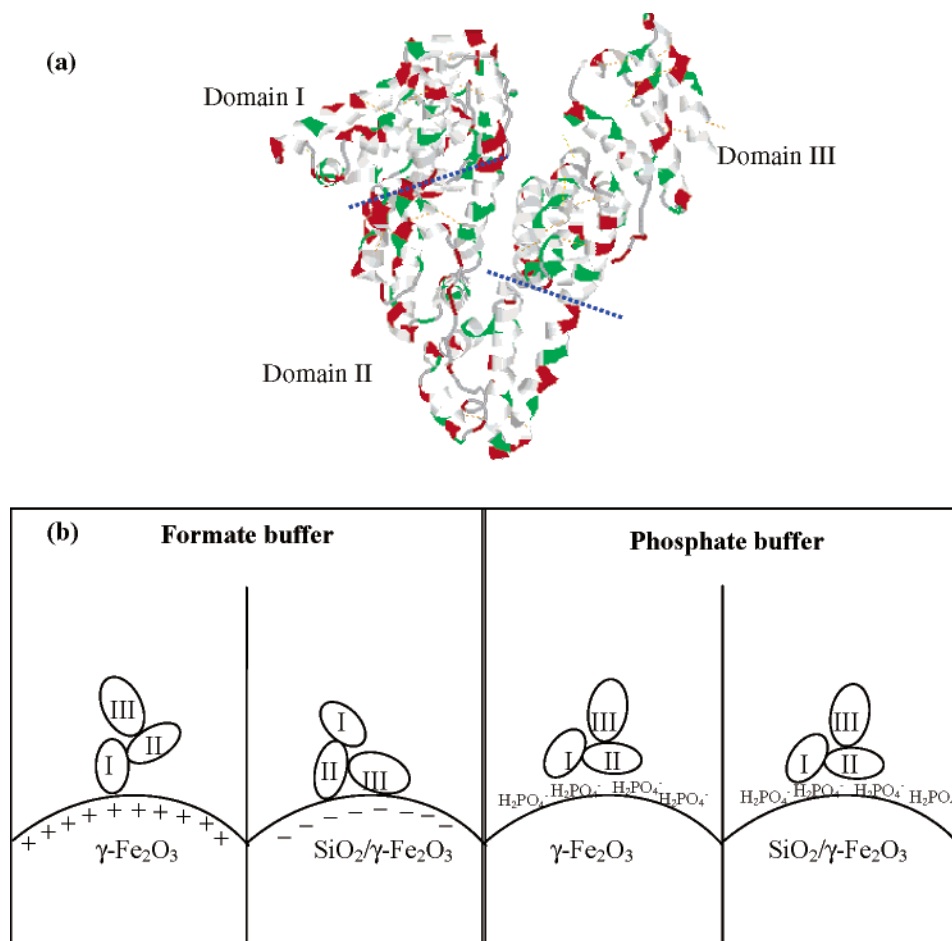 (a)
Domain I
Domain III
Domain II
(b)
Formate buffer
Phosphate buffer
III
II
I
I
II
III
III
I
II
III
I
II
H₂PO₄⁻ H₂PO₄⁻ H₂PO₄⁻ H₂PO₄⁻
H₂PO₄⁻ H₂PO₄⁻ H₂PO₄⁻ H₂PO₄
+ + + + + + + + + +
− − − − − − − −
γ-Fe₂O₃
SiO₂/γ-Fe₂O₃
γ-Fe₂O₃
SiO₂/γ-Fe₂O₃